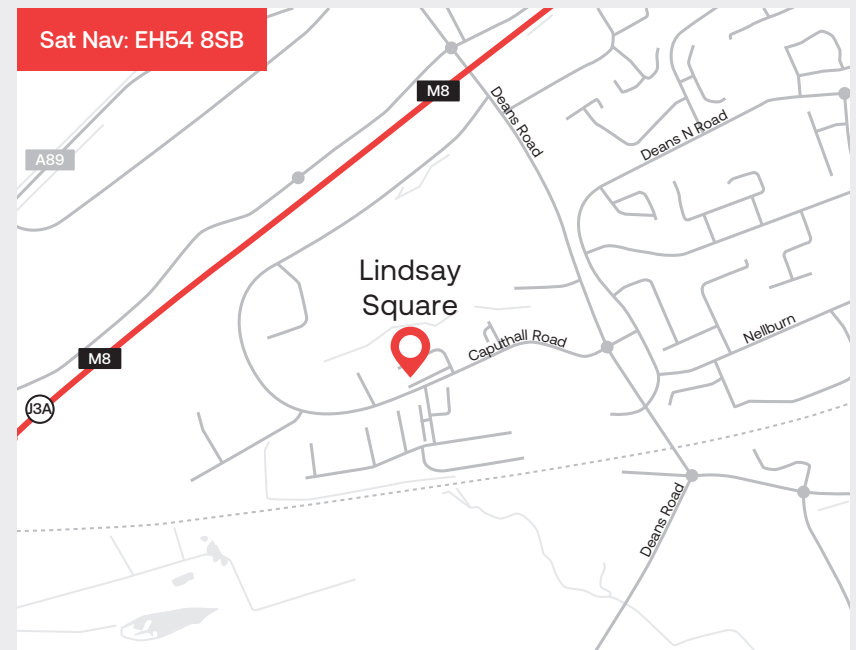 Sat Nav: EH54 8SB
M8
Deans Road
Deans N Road
A89
Lindsay
Square
Caputhall Road
Nellburn
M8
J3A
Deans Road